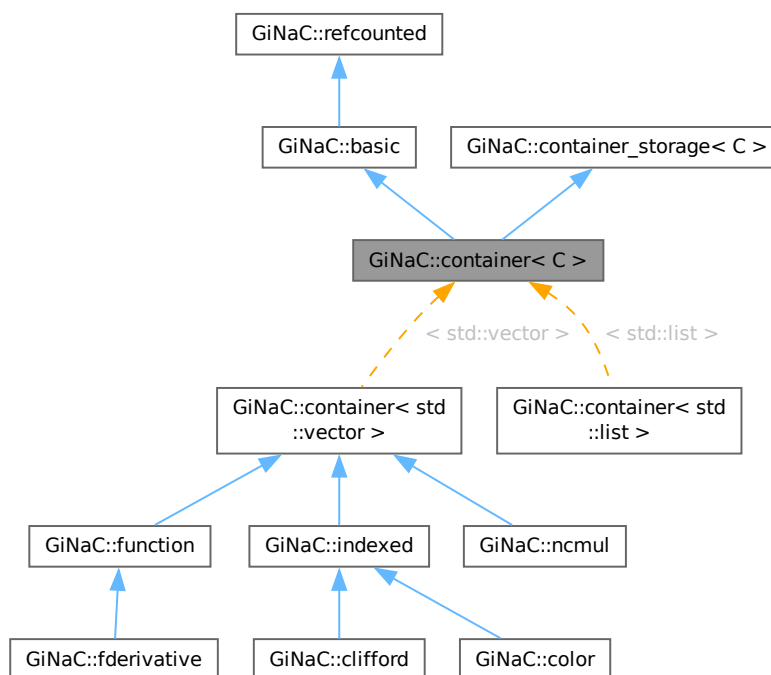 GiNaC::refcounted
GiNaC::basic
GiNaC::container_storage< C >
GiNaC::container< C >
< std::vector >
< std::list >
GiNaC::container< std
::vector >
GiNaC::container< std
::list >
GiNaC::function
GiNaC::indexed
GiNaC::ncmul
GiNaC::fderivative
GiNaC::clifford
GiNaC::color